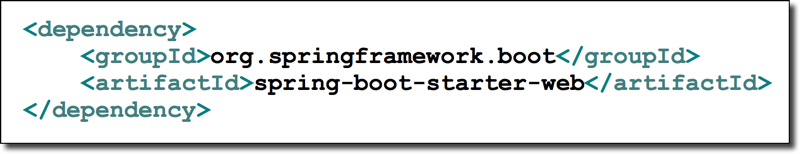 <dependency>
    <groupId>org.springframework.boot</groupId>
    <artifactId>spring-boot-starter-web</artifactId>
</dependency>